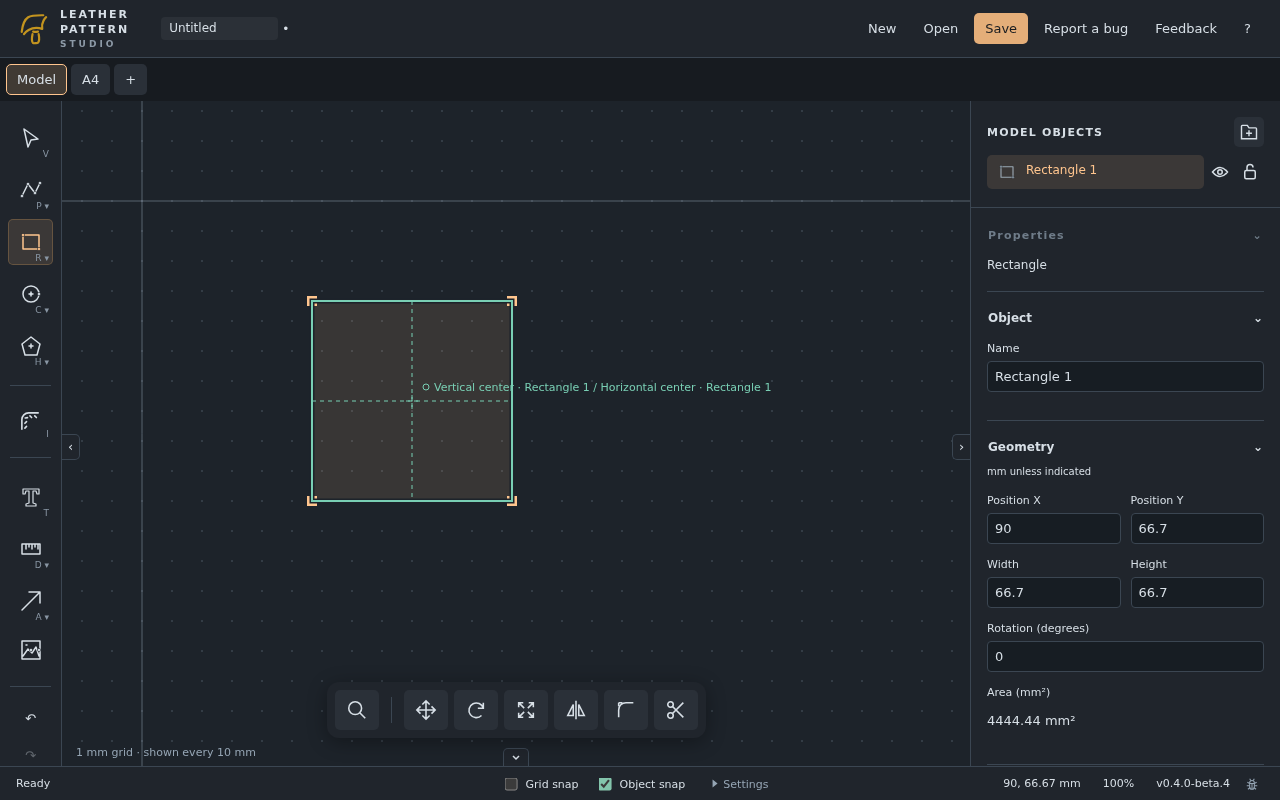 LEATHER
PATTERN
STUDIO
Untitled •
New Open Save Report a bug Feedback ?
Model A4 +
V
P ▾
R ▾
C ▾
H ▾
I
T
D ▾
A ▾
Vertical center · Rectangle 1 / Horizontal center · Rectangle 1
1 mm grid · shown every 10 mm
MODEL OBJECTS
Rectangle 1
Properties
Rectangle
Object
Name
Rectangle 1
Geometry
mm unless indicated
Position X Position Y
90 66.7
Width Height
66.7 66.7
Rotation (degrees)
0
Area (mm²)
4444.44 mm²
Ready Grid snap Object snap Settings 90, 66.67 mm 100% v0.4.0-beta.4